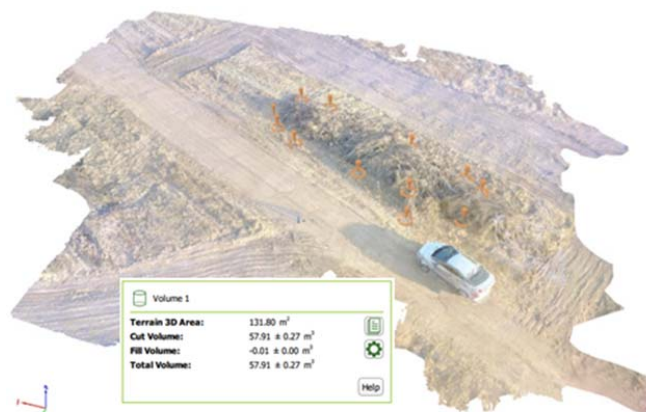 Volume 1
Terrain 3D Area: 131.80 m²
Cut Volume: 57.91 ± 0.27 m³
Fill Volume: -0.01 ± 0.00 m³
Total Volume: 57.91 ± 0.27 m³
Help